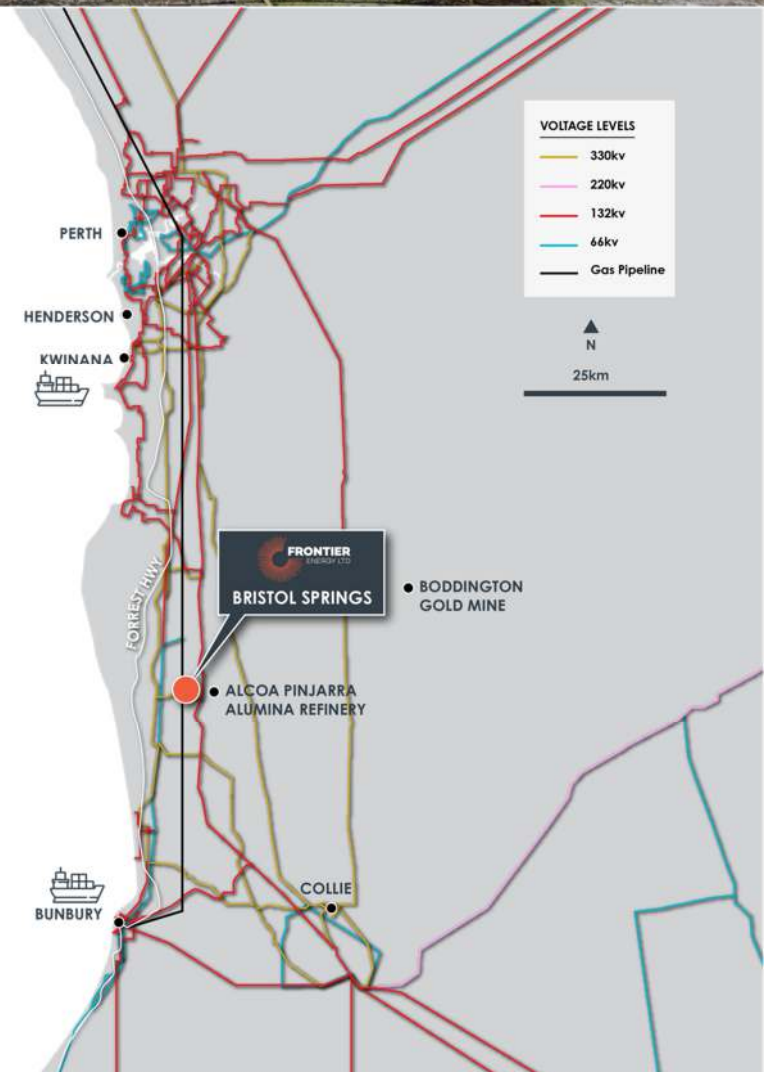 VOLTAGE LEVELS
330kv
220kv
132kv
66kv
Gas Pipeline
N
25km
PERTH
HENDERSON
KWINANA
FORREST HWY
FRONTIER
ENERGY LTD
BRISTOL SPRINGS
BODDINGTON
GOLD MINE
ALCOA PINJARRA
ALUMINA REFINERY
COLLIE
BUNBURY